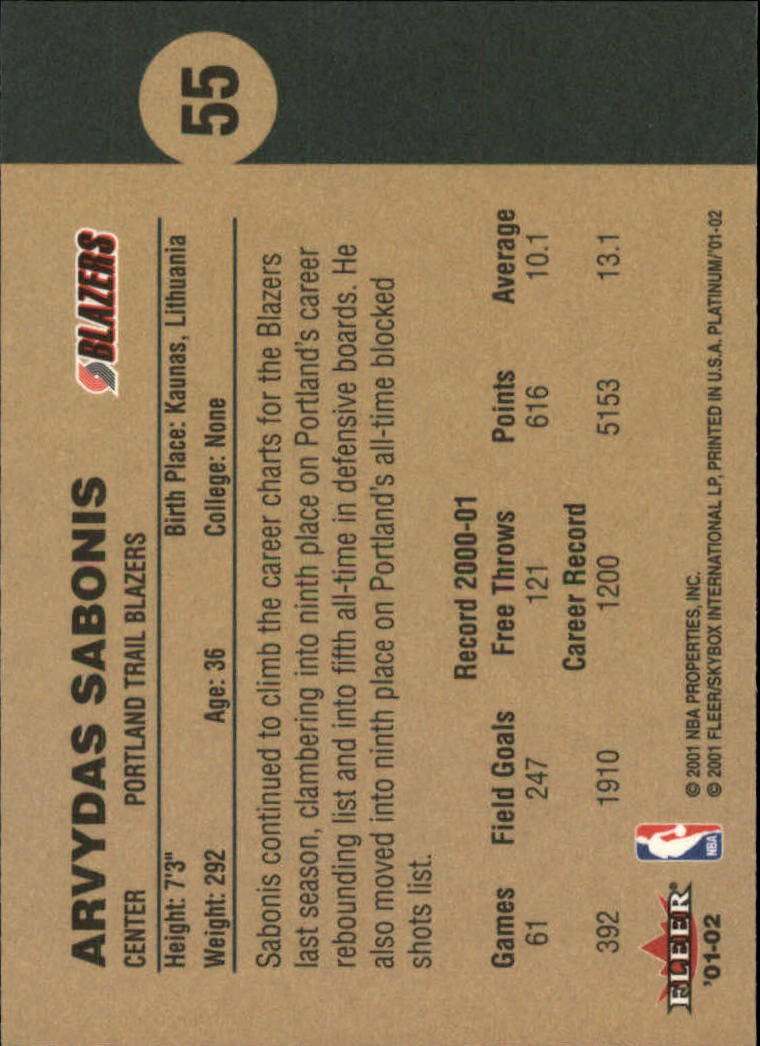 55
BLAZERS
ARVYDAS SABONIS
CENTER PORTLAND TRAIL BLAZERS
Height: 7'3" Birth Place: Kaunas, Lithuania
Weight: 292 Age: 36 College: None
Sabonis continued to climb the career charts for the Blazers
last season, clambering into ninth place on Portland's career
rebounding list and into fifth all-time in defensive boards. He
also moved into ninth place on Portland's all-time blocked
shots list.
Record 2000-01
Games Field Goals Free Throws Points Average
61 247 121 616 10.1
Career Record
392 1910 1200 5153 13.1
FLEER®
'01-02
NBA
© 2001 NBA PROPERTIES, INC.
© 2001 FLEER/SKYBOX INTERNATIONAL LP, PRINTED IN U.S.A. PLATINUM/'01-02